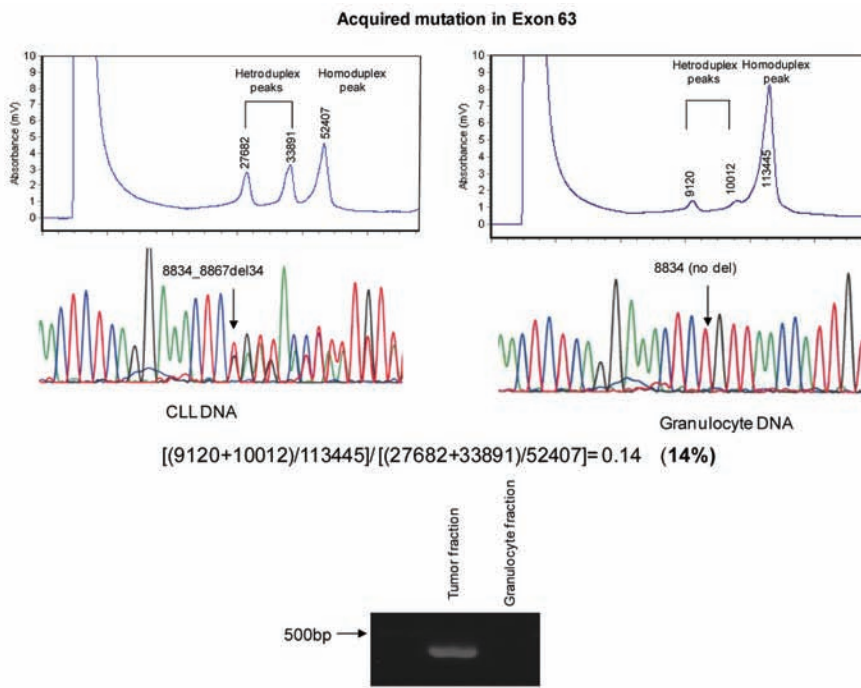 Acquired mutation in Exon 63
Absorbance (mV)
10
9
8
7
6
5
4
3
2
1
0
Hetroduplex
peaks
Homoduplex
peak
27682
33891
52407
Absorbance (mV)
10
9
8
7
6
5
4
3
2
1
0
Hetroduplex
peaks
Homoduplex
peak
9120
10012
113445
8834_8867del34
8834 (no del)
CLL DNA
Granulocyte DNA
[(9120+10012)/113445]/ [(27682+33891)/52407]= 0.14 (14%)
Tumor fraction
Granulocyte fraction
500bp